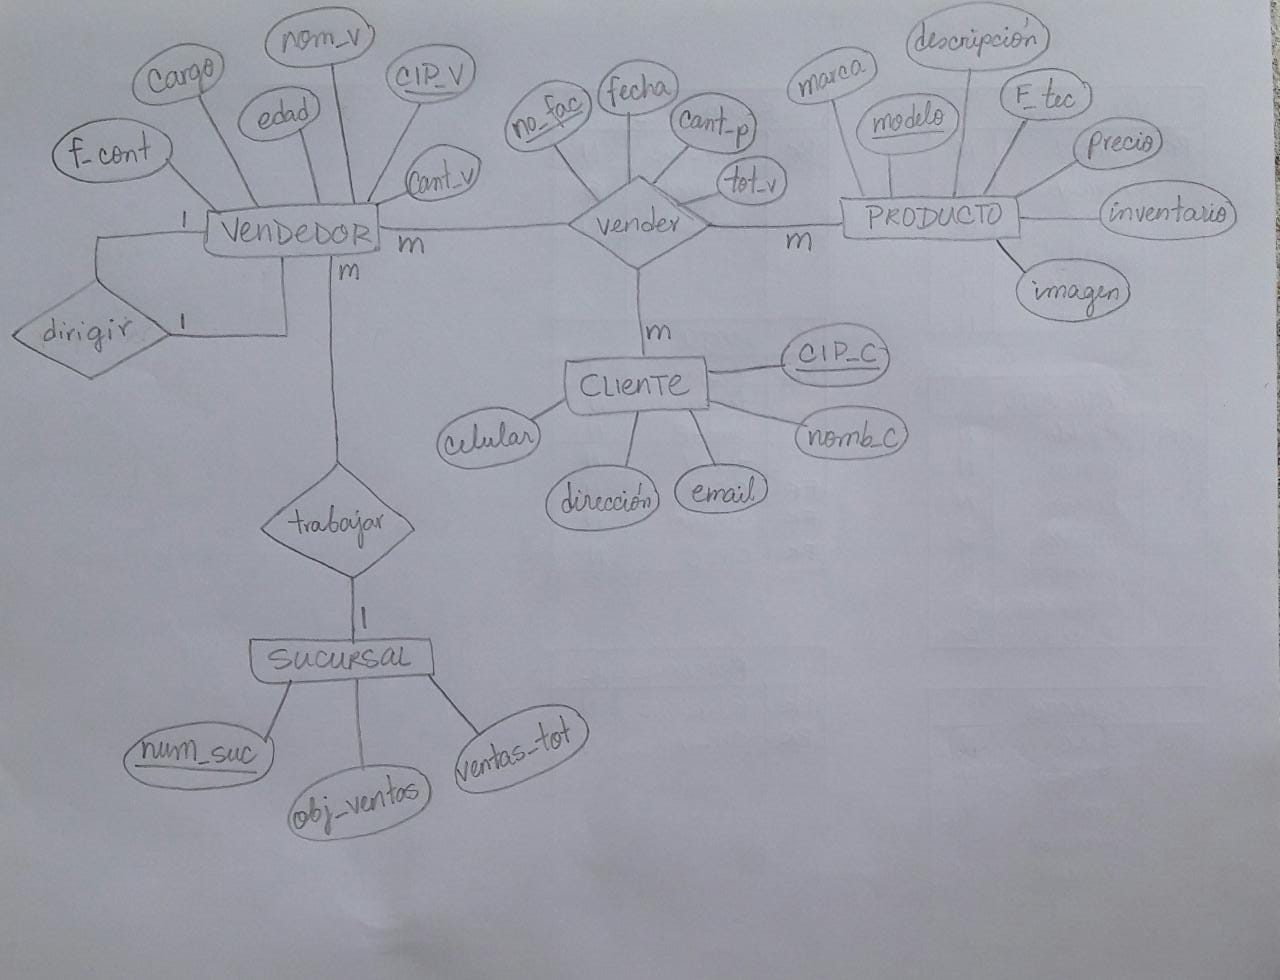 nom_v
cargo
CIP_V
edad
f_cont
cant_v
VENDEDOR
1
m
m
dirigir
1
no_fac
fecha
cant_p
tot_v
vender
m
m
marca
descripción
modelo
F_tec
precio
inventario
imagen
PRODUCTO
CLIENTE
CIP_C
nomb_c
celular
dirección
email
trabajar
1
SUCURSAL
num_suc
obj_ventas
ventas_tot